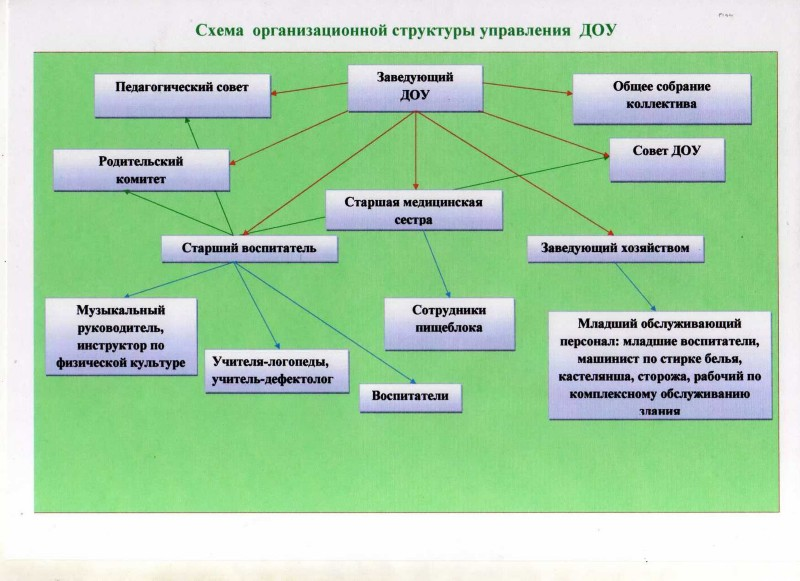 Схема организационной структуры управления ДОУ
Педагогический совет
Заведующий
ДОУ
Общее собрание
коллектива
Родительский
комитет
Совет ДОУ
Старшая медицинская
сестра
Старший воспитатель
Заведующий хозяйством
Музыкальный
руководитель,
инструктор по
физической культуре
Сотрудники
пищеблока
Младший обслуживающий
персонал: младшие воспитатели,
машинист по стирке белья,
кастелянша, сторожа, рабочий по
комплексному обслуживанию
здания
Учителя-логопеды,
учитель-дефектолог
Воспитатели